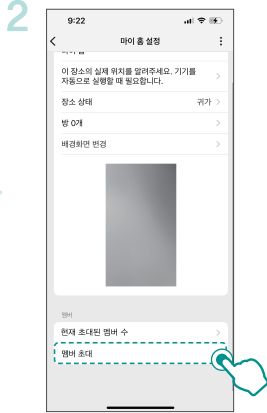 2
9:22
마이 홈 설정
이 장소의 실제 위치를 알려주세요. 기기를
자동으로 실행할 때 필요합니다.
장소 상태 귀가
방 0개
배경화면 변경
멤버
현재 초대된 멤버 수
멤버 초대